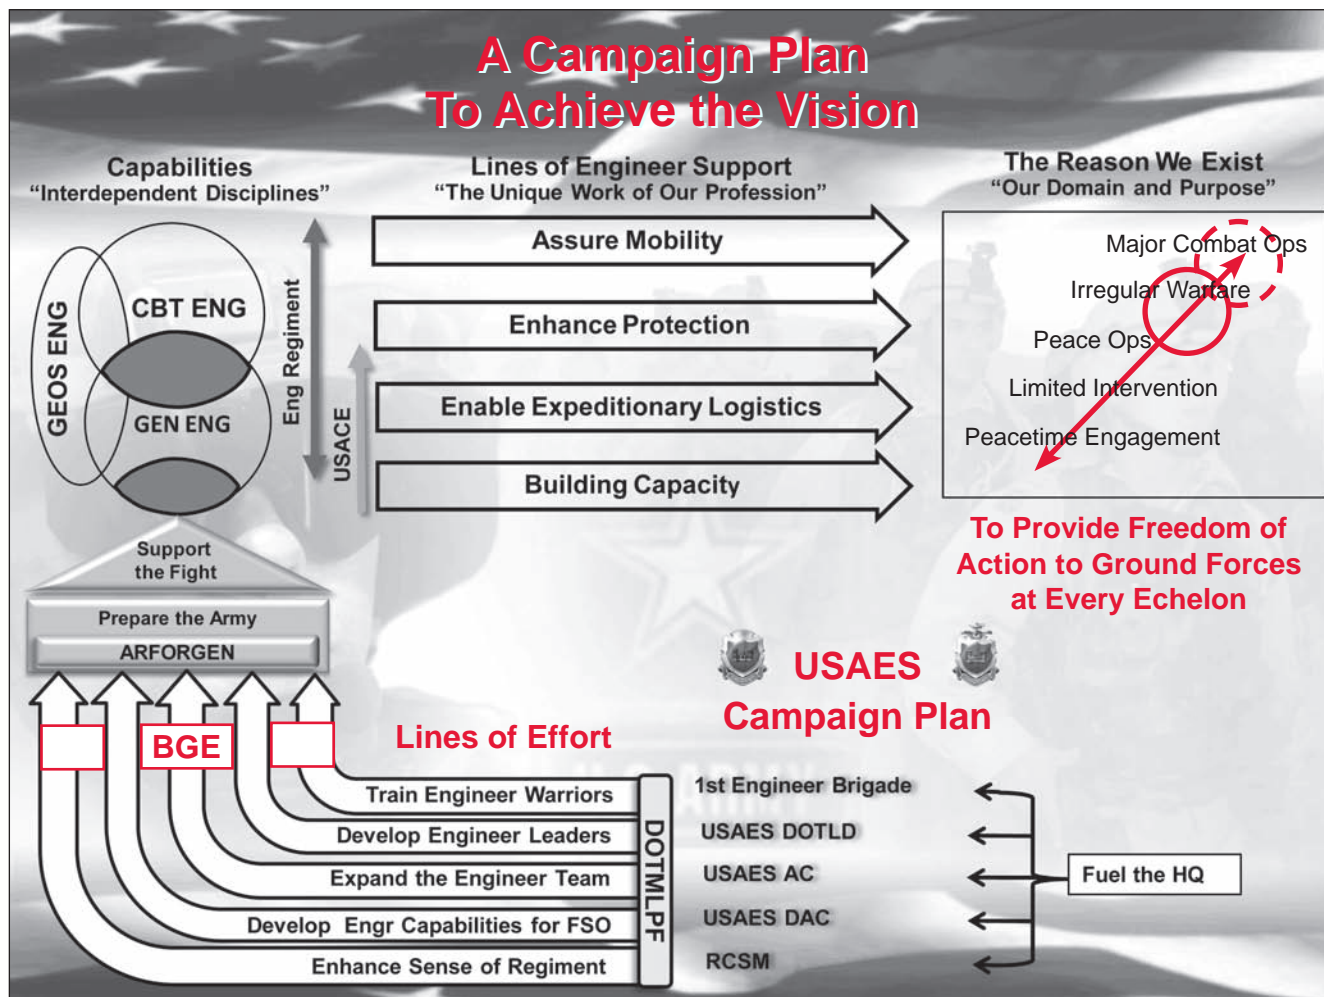 A Campaign Plan
To Achieve the Vision
Capabilities
“Interdependent Disciplines”
Lines of Engineer Support
“The Unique Work of Our Profession”
The Reason We Exist
“Our Domain and Purpose”
GEOS ENG
CBT ENG
GEN ENG
Eng Regiment
USACE
Assure Mobility
Enhance Protection
Enable Expeditionary Logistics
Building Capacity
Major Combat Ops
Irregular Warfare
Peace Ops
Limited Intervention
Peacetime Engagement
To Provide Freedom of
Action to Ground Forces
at Every Echelon
Support
the Fight
Prepare the Army
ARFORGEN
USAES
Campaign Plan
BGE
Lines of Effort
Train Engineer Warriors
Develop Engineer Leaders
Expand the Engineer Team
Develop Engr Capabilities for FSO
Enhance Sense of Regiment
DOTMLPF
1st Engineer Brigade
USAES DOTLD
USAES AC
USAES DAC
RCSM
Fuel the HQ